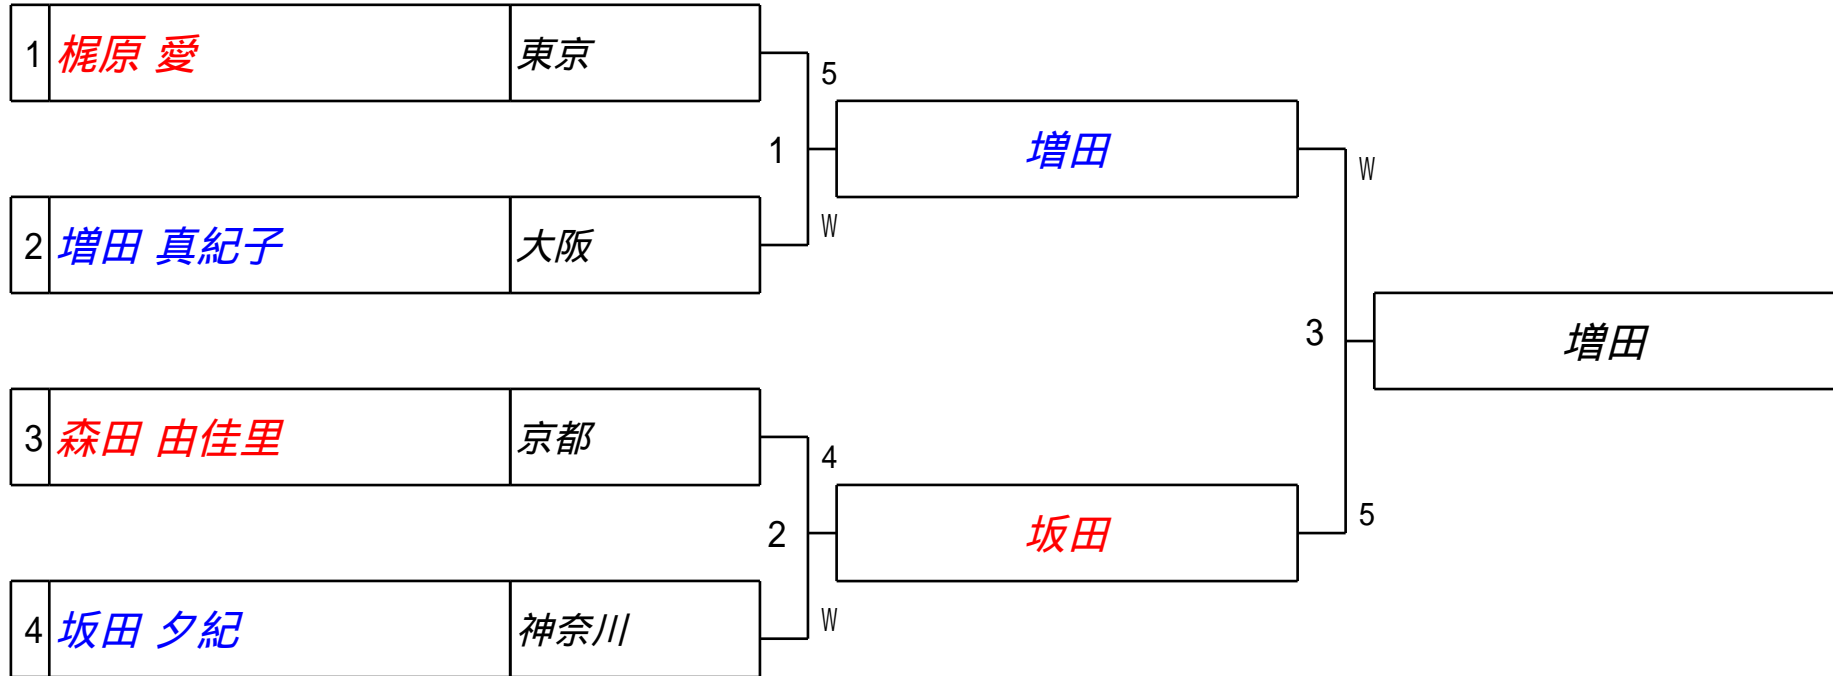 1 梶原 愛 東京
5
1
増田
W
2 増田 真紀子 大阪
W
3
増田
3 森田 由佳里 京都
4
2
坂田
5
4 坂田 夕紀 神奈川
W